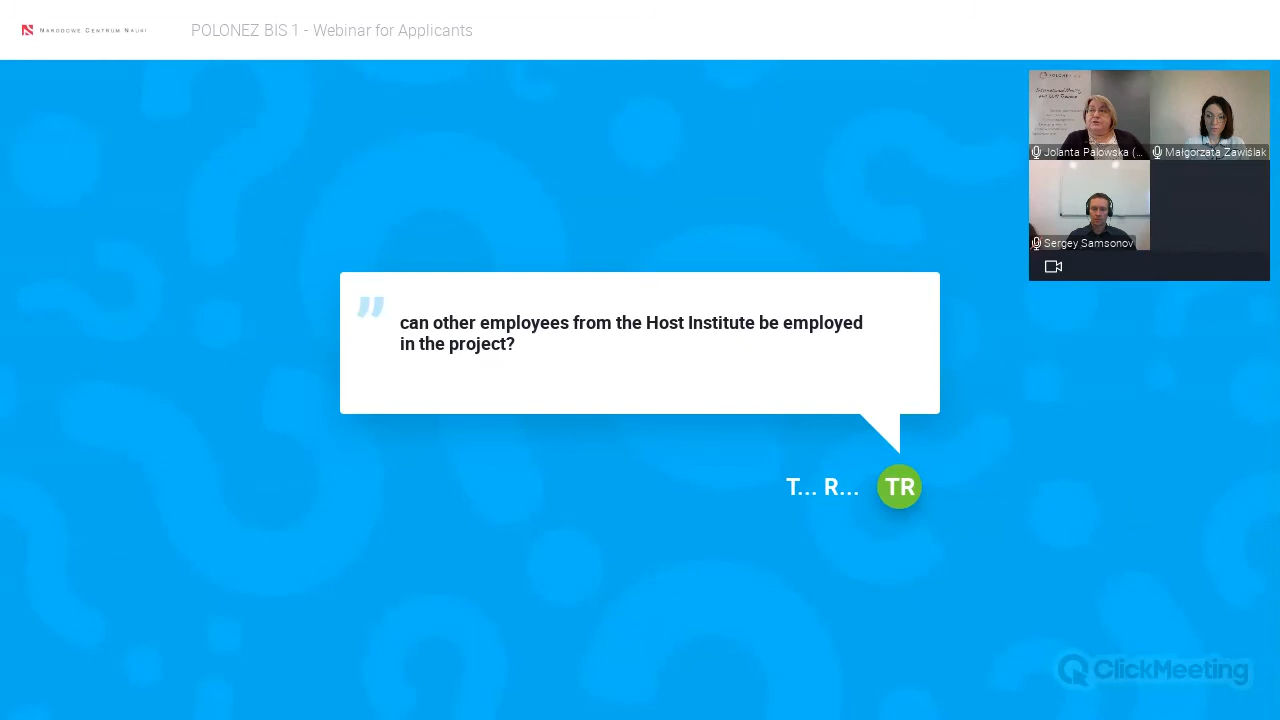 NARODOWE CENTRUM NAUKI
POLONEZ BIS 1 - Webinar for Applicants
POLONEZ
Jolanta Palowska (...
Małgorzata Zawiślak
Sergey Samsonov
can other employees from the Host Institute be employed
in the project?
T... R...
TR
ClickMeeting